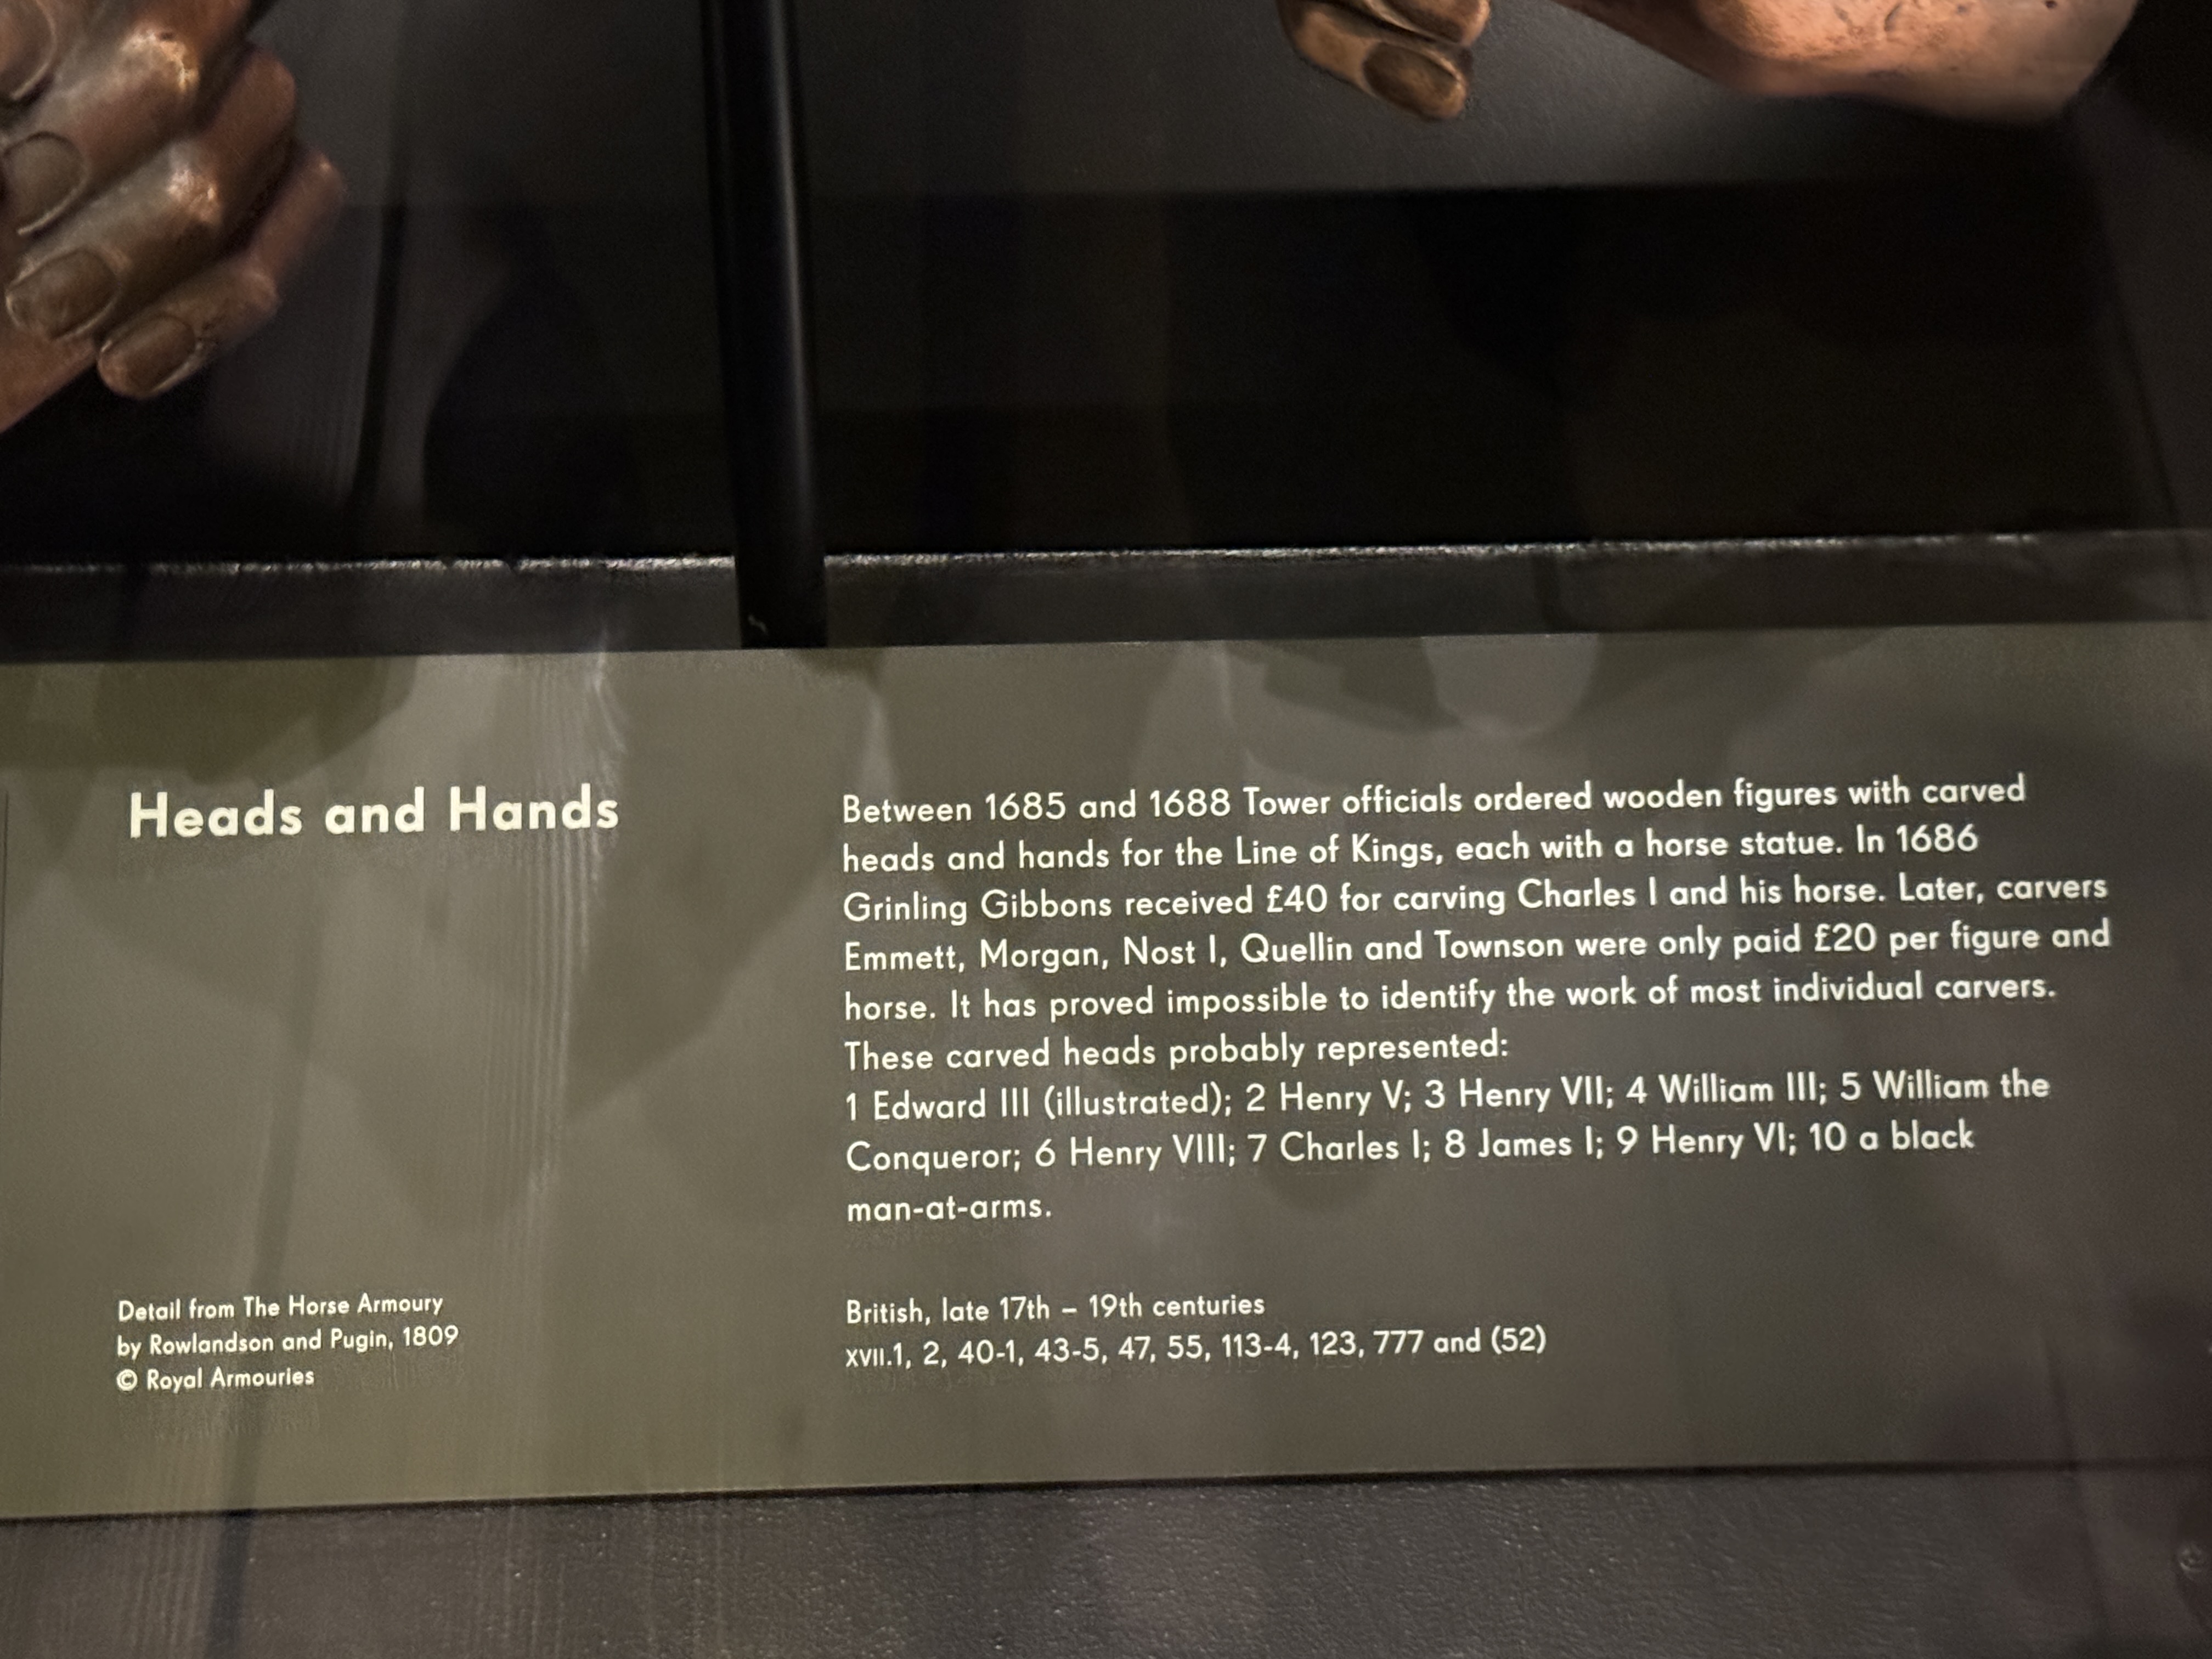 Heads and Hands
Between 1685 and 1688 Tower officials ordered wooden figures with carved
heads and hands for the Line of Kings, each with a horse statue. In 1686
Grinling Gibbons received £40 for carving Charles I and his horse. Later, carvers
Emmett, Morgan, Nost I, Quellin and Townson were only paid £20 per figure and
horse. It has proved impossible to identify the work of most individual carvers.
These carved heads probably represented:
1 Edward III (illustrated); 2 Henry V; 3 Henry VII; 4 William III; 5 William the
Conqueror; 6 Henry VIII; 7 Charles I; 8 James I; 9 Henry VI; 10 a black
man-at-arms.
Detail from The Horse Armoury
by Rowlandson and Pugin, 1809
© Royal Armouries
British, late 17th – 19th centuries
XVII.1, 2, 40-1, 43-5, 47, 55, 113-4, 123, 777 and (52)